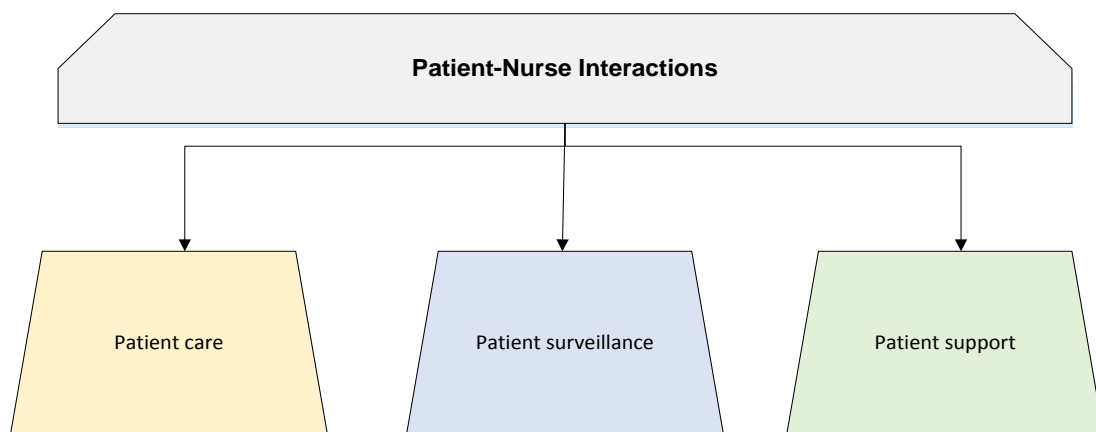 Patient-Nurse Interactions
Patient care
Patient surveillance
Patient support